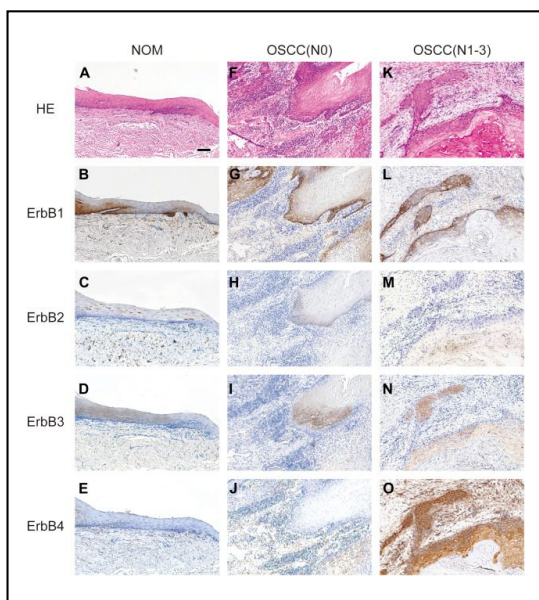 NOM OSCC(N0) OSCC(N1-3)
HE A F K
ErbB1 B G L
ErbB2 C H M
ErbB3 D I N
ErbB4 E J O